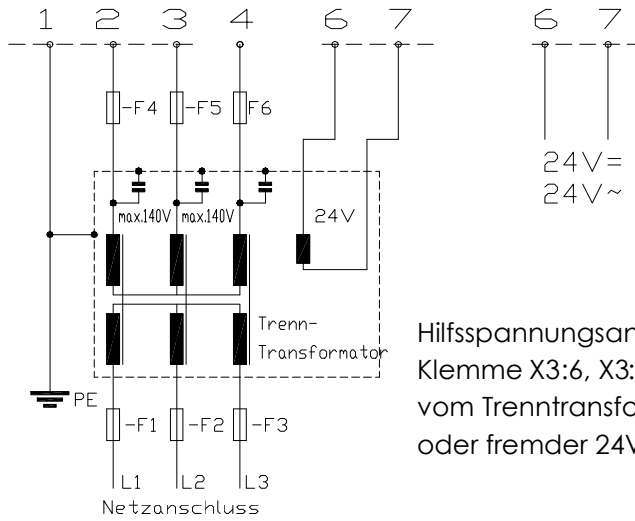 1 2 3 4 6 7 6 7
-F4 -F5 F6
24V=
24V~
max.140V max.140V 24V
Trenn-
Transformator
Hilfsspannungsan
Klemme X3:6, X3:
vom Trenntransfo
oder fremder 24V
PE
-F1 -F2 -F3
L1 L2 L3
Netzanschluss